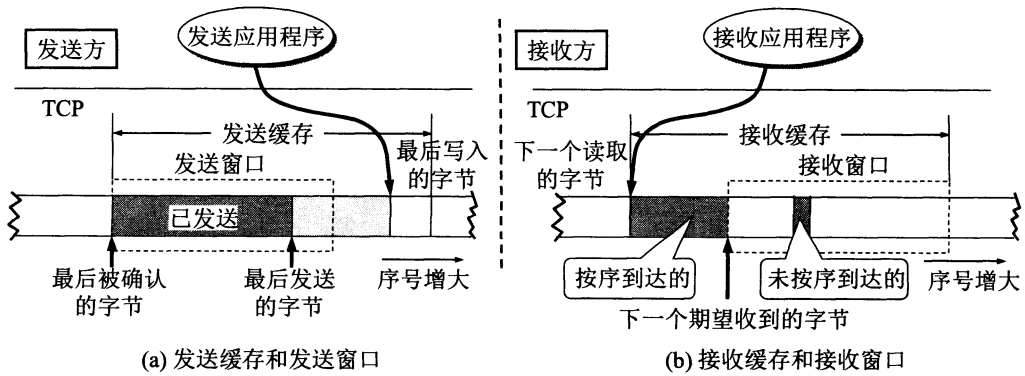 发送方
发送应用程序
TCP
发送缓存
最后写入
的字节
发送窗口
已发送
最后被确认
的字节
最后发送
的字节
序号增大
(a) 发送缓存和发送窗口
接收方
接收应用程序
TCP
接收缓存
下一个读取
的字节
接收窗口
按序到达的
未按序到达的
序号增大
下一个期望收到的字节
(b) 接收缓存和接收窗口